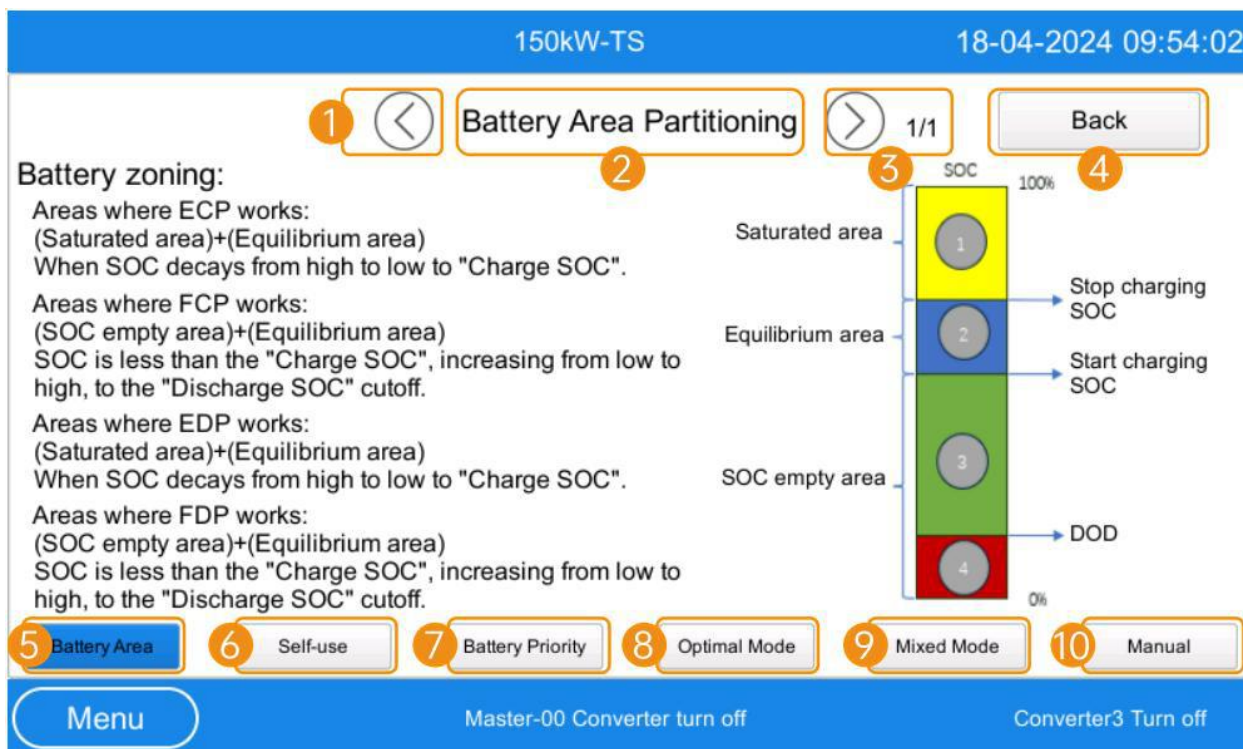 150kW-TS
18-04-2024 09:54:02
1
Battery Area Partitioning
2
1/1
3
Back
4
Battery zoning:
Areas where ECP works:
(Saturated area)+(Equilibrium area)
When SOC decays from high to low to "Charge SOC".
Areas where FCP works:
(SOC empty area)+(Equilibrium area)
SOC is less than the "Charge SOC", increasing from low to
high, to the "Discharge SOC" cutoff.
Areas where EDP works:
(Saturated area)+(Equilibrium area)
When SOC decays from high to low to "Charge SOC".
Areas where FDP works:
(SOC empty area)+(Equilibrium area)
SOC is less than the "Charge SOC", increasing from low to
high, to the "Discharge SOC" cutoff.
SOC
100%
Saturated area
1
Stop charging
SOC
Equilibrium area
2
Start charging
SOC
SOC empty area
3
DOD
4
0%
5 Battery Area
6 Self-use
7 Battery Priority
8 Optimal Mode
9 Mixed Mode
10 Manual
Menu
Master-00 Converter turn off
Converter3 Turn off